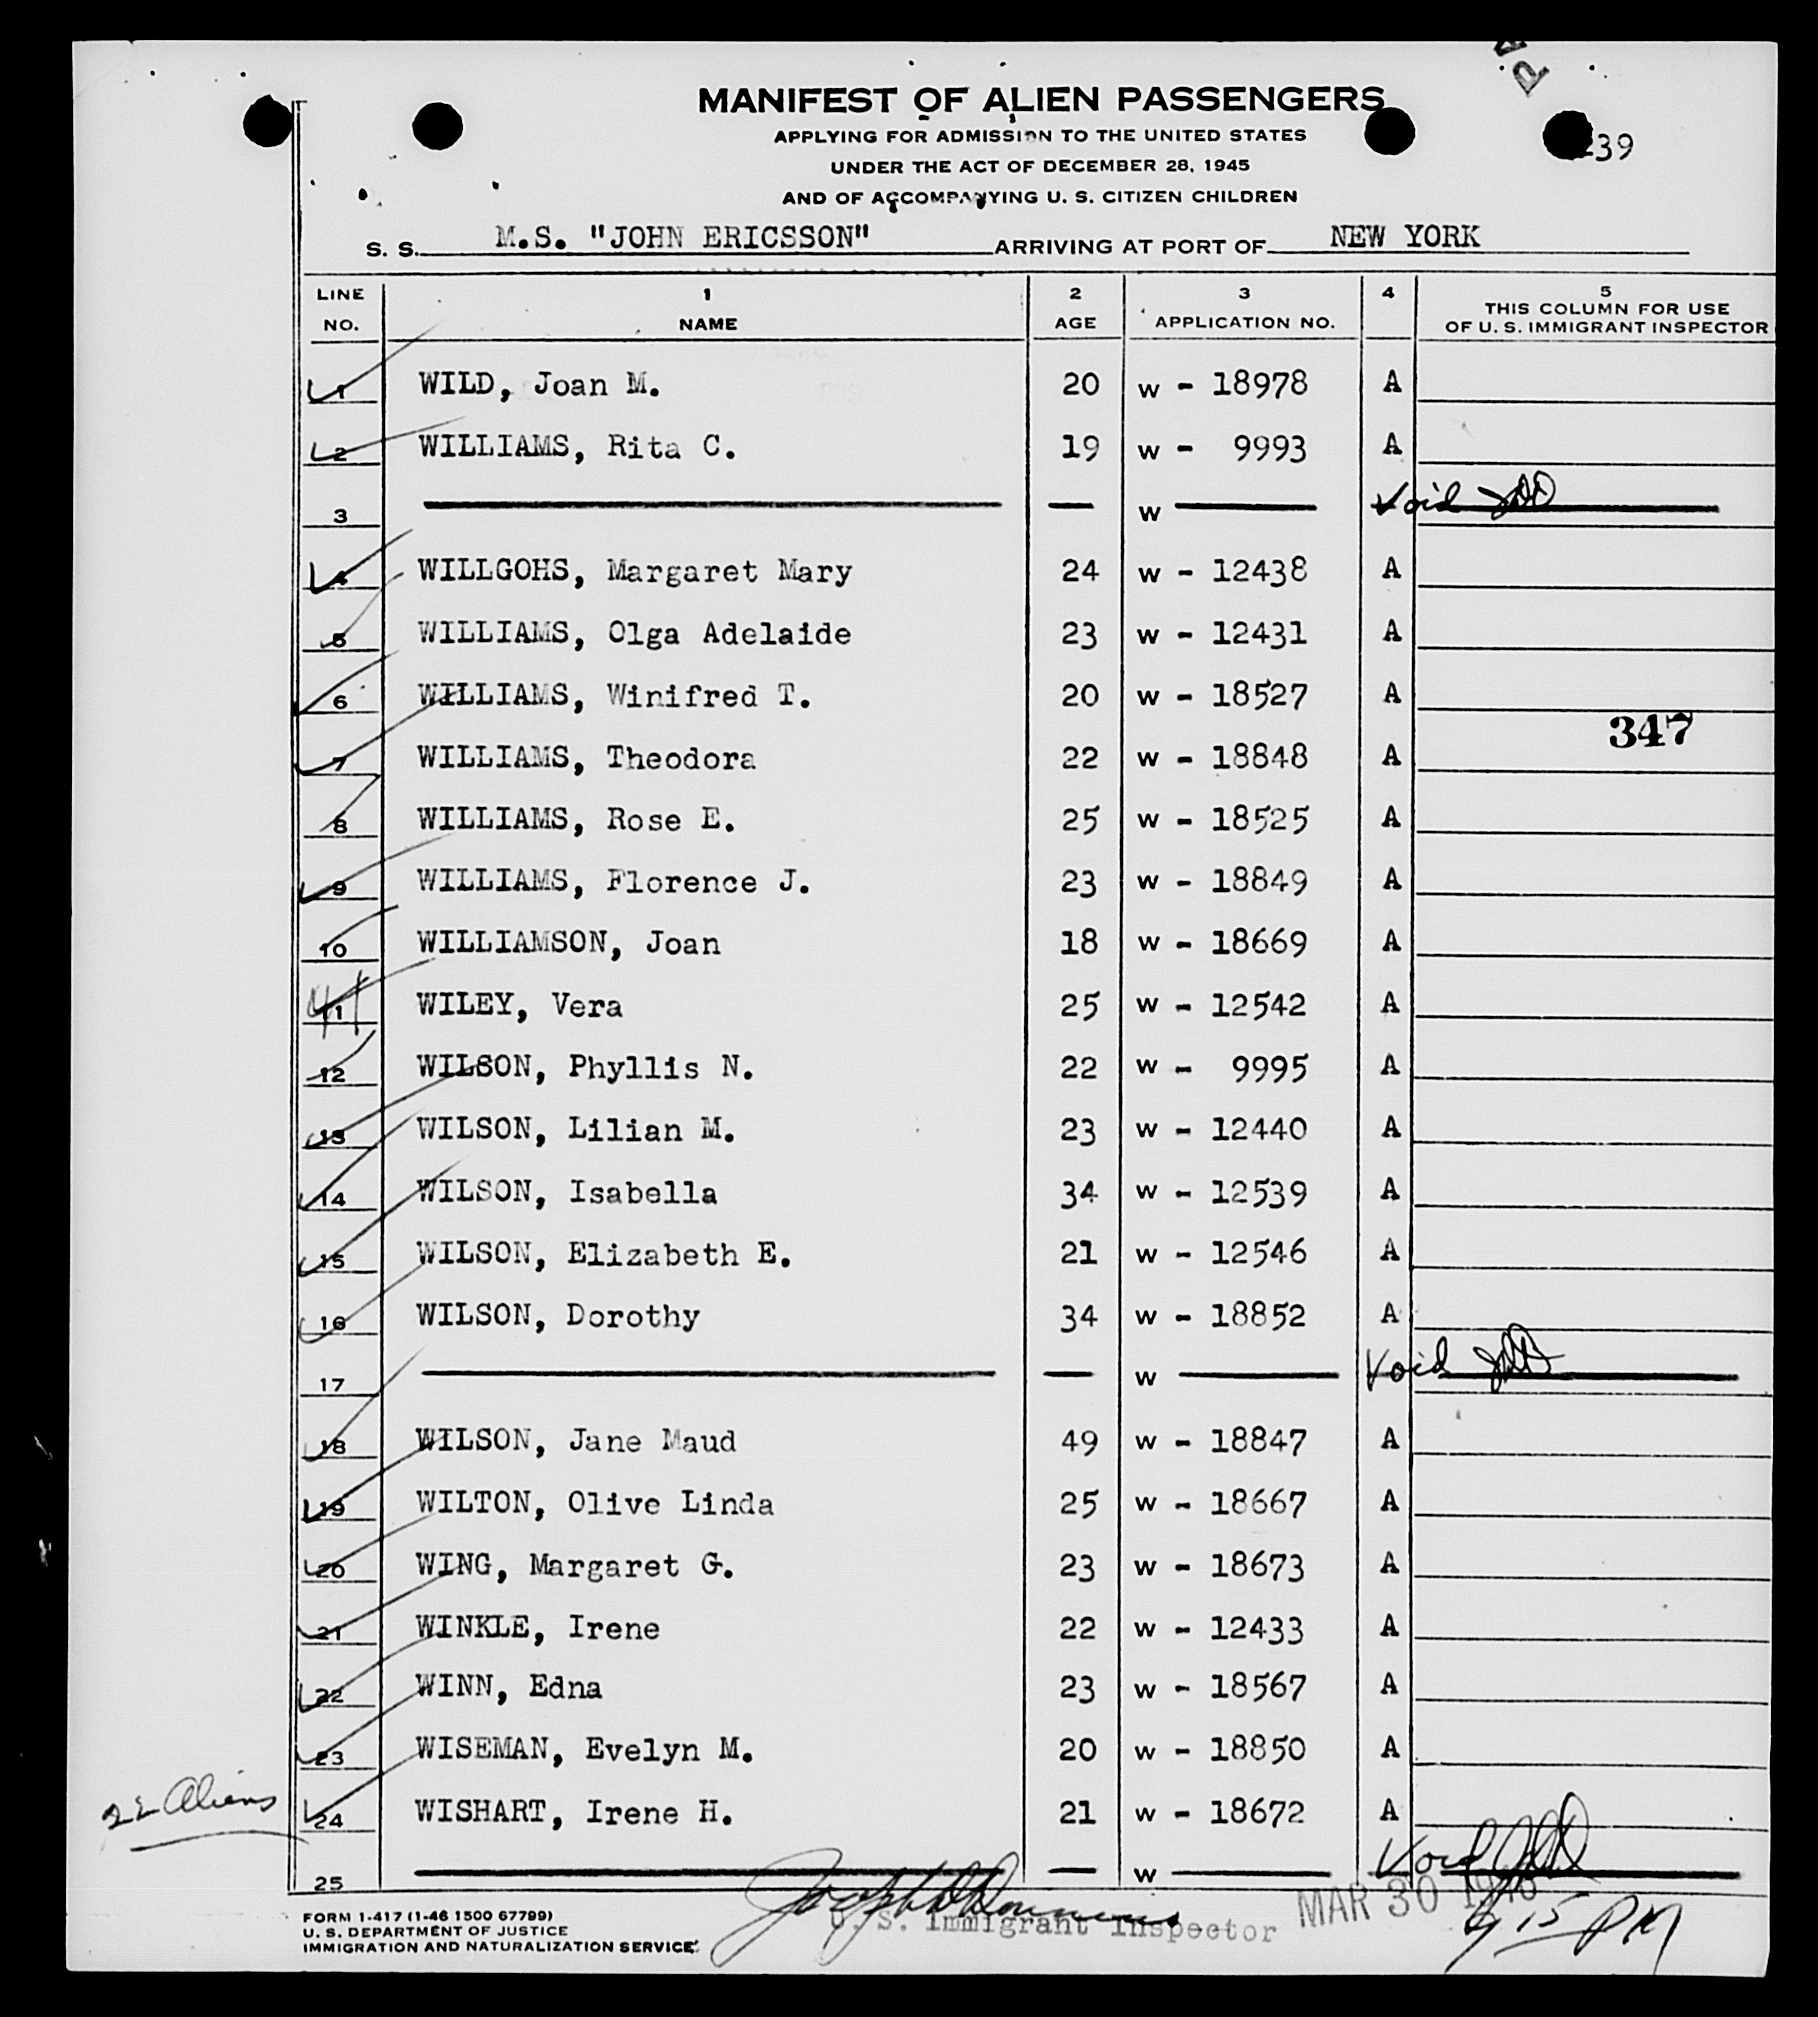 MANIFEST OF ALIEN PASSENGERS
APPLYING FOR ADMISSION TO THE UNITED STATES
UNDER THE ACT OF DECEMBER 28, 1945
AND OF ACCOMPANYING U. S. CITIZEN CHILDREN
39
S. S. M.S. "JOHN ERICSSON" ARRIVING AT PORT OF NEW YORK
LINE NO. 1 NAME 2 AGE 3 APPLICATION NO. 4 5 THIS COLUMN FOR USE OF U. S. IMMIGRANT INSPECTOR
1 WILD, Joan M. 20 W - 18978 A
2 WILLIAMS, Rita C. 19 W - 9993 A
3 — W — Void
4 WILLGOHS, Margaret Mary 24 W - 12438 A
5 WILLIAMS, Olga Adelaide 23 W - 12431 A
6 WILLIAMS, Winifred T. 20 W - 18527 A
347
7 WILLIAMS, Theodora 22 W - 18848 A
8 WILLIAMS, Rose E. 25 W - 18525 A
9 WILLIAMS, Florence J. 23 W - 18849 A
10 WILLIAMSON, Joan 18 W - 18669 A
11 WILEY, Vera 25 W - 12542 A
12 WILSON, Phyllis N. 22 W - 9995 A
13 WILSON, Lilian M. 23 W - 12440 A
14 WILSON, Isabella 34 W - 12539 A
15 WILSON, Elizabeth E. 21 W - 12546 A
16 WILSON, Dorothy 34 W - 18852 A
17 — W — Void
18 WILSON, Jane Maud 49 W - 18847 A
19 WILTON, Olive Linda 25 W - 18667 A
20 WING, Margaret G. 23 W - 18673 A
21 WINKLE, Irene 22 W - 12433 A
22 WINN, Edna 23 W - 18567 A
23 WISEMAN, Evelyn M. 20 W - 18850 A
22 Aliens
24 WISHART, Irene H. 21 W - 18672 A
25 — W — Void
U. S. Immigrant Inspector MAR 30
4 15 PM
FORM I-417 (1-46 1500 67799)
U. S. DEPARTMENT OF JUSTICE
IMMIGRATION AND NATURALIZATION SERVICE